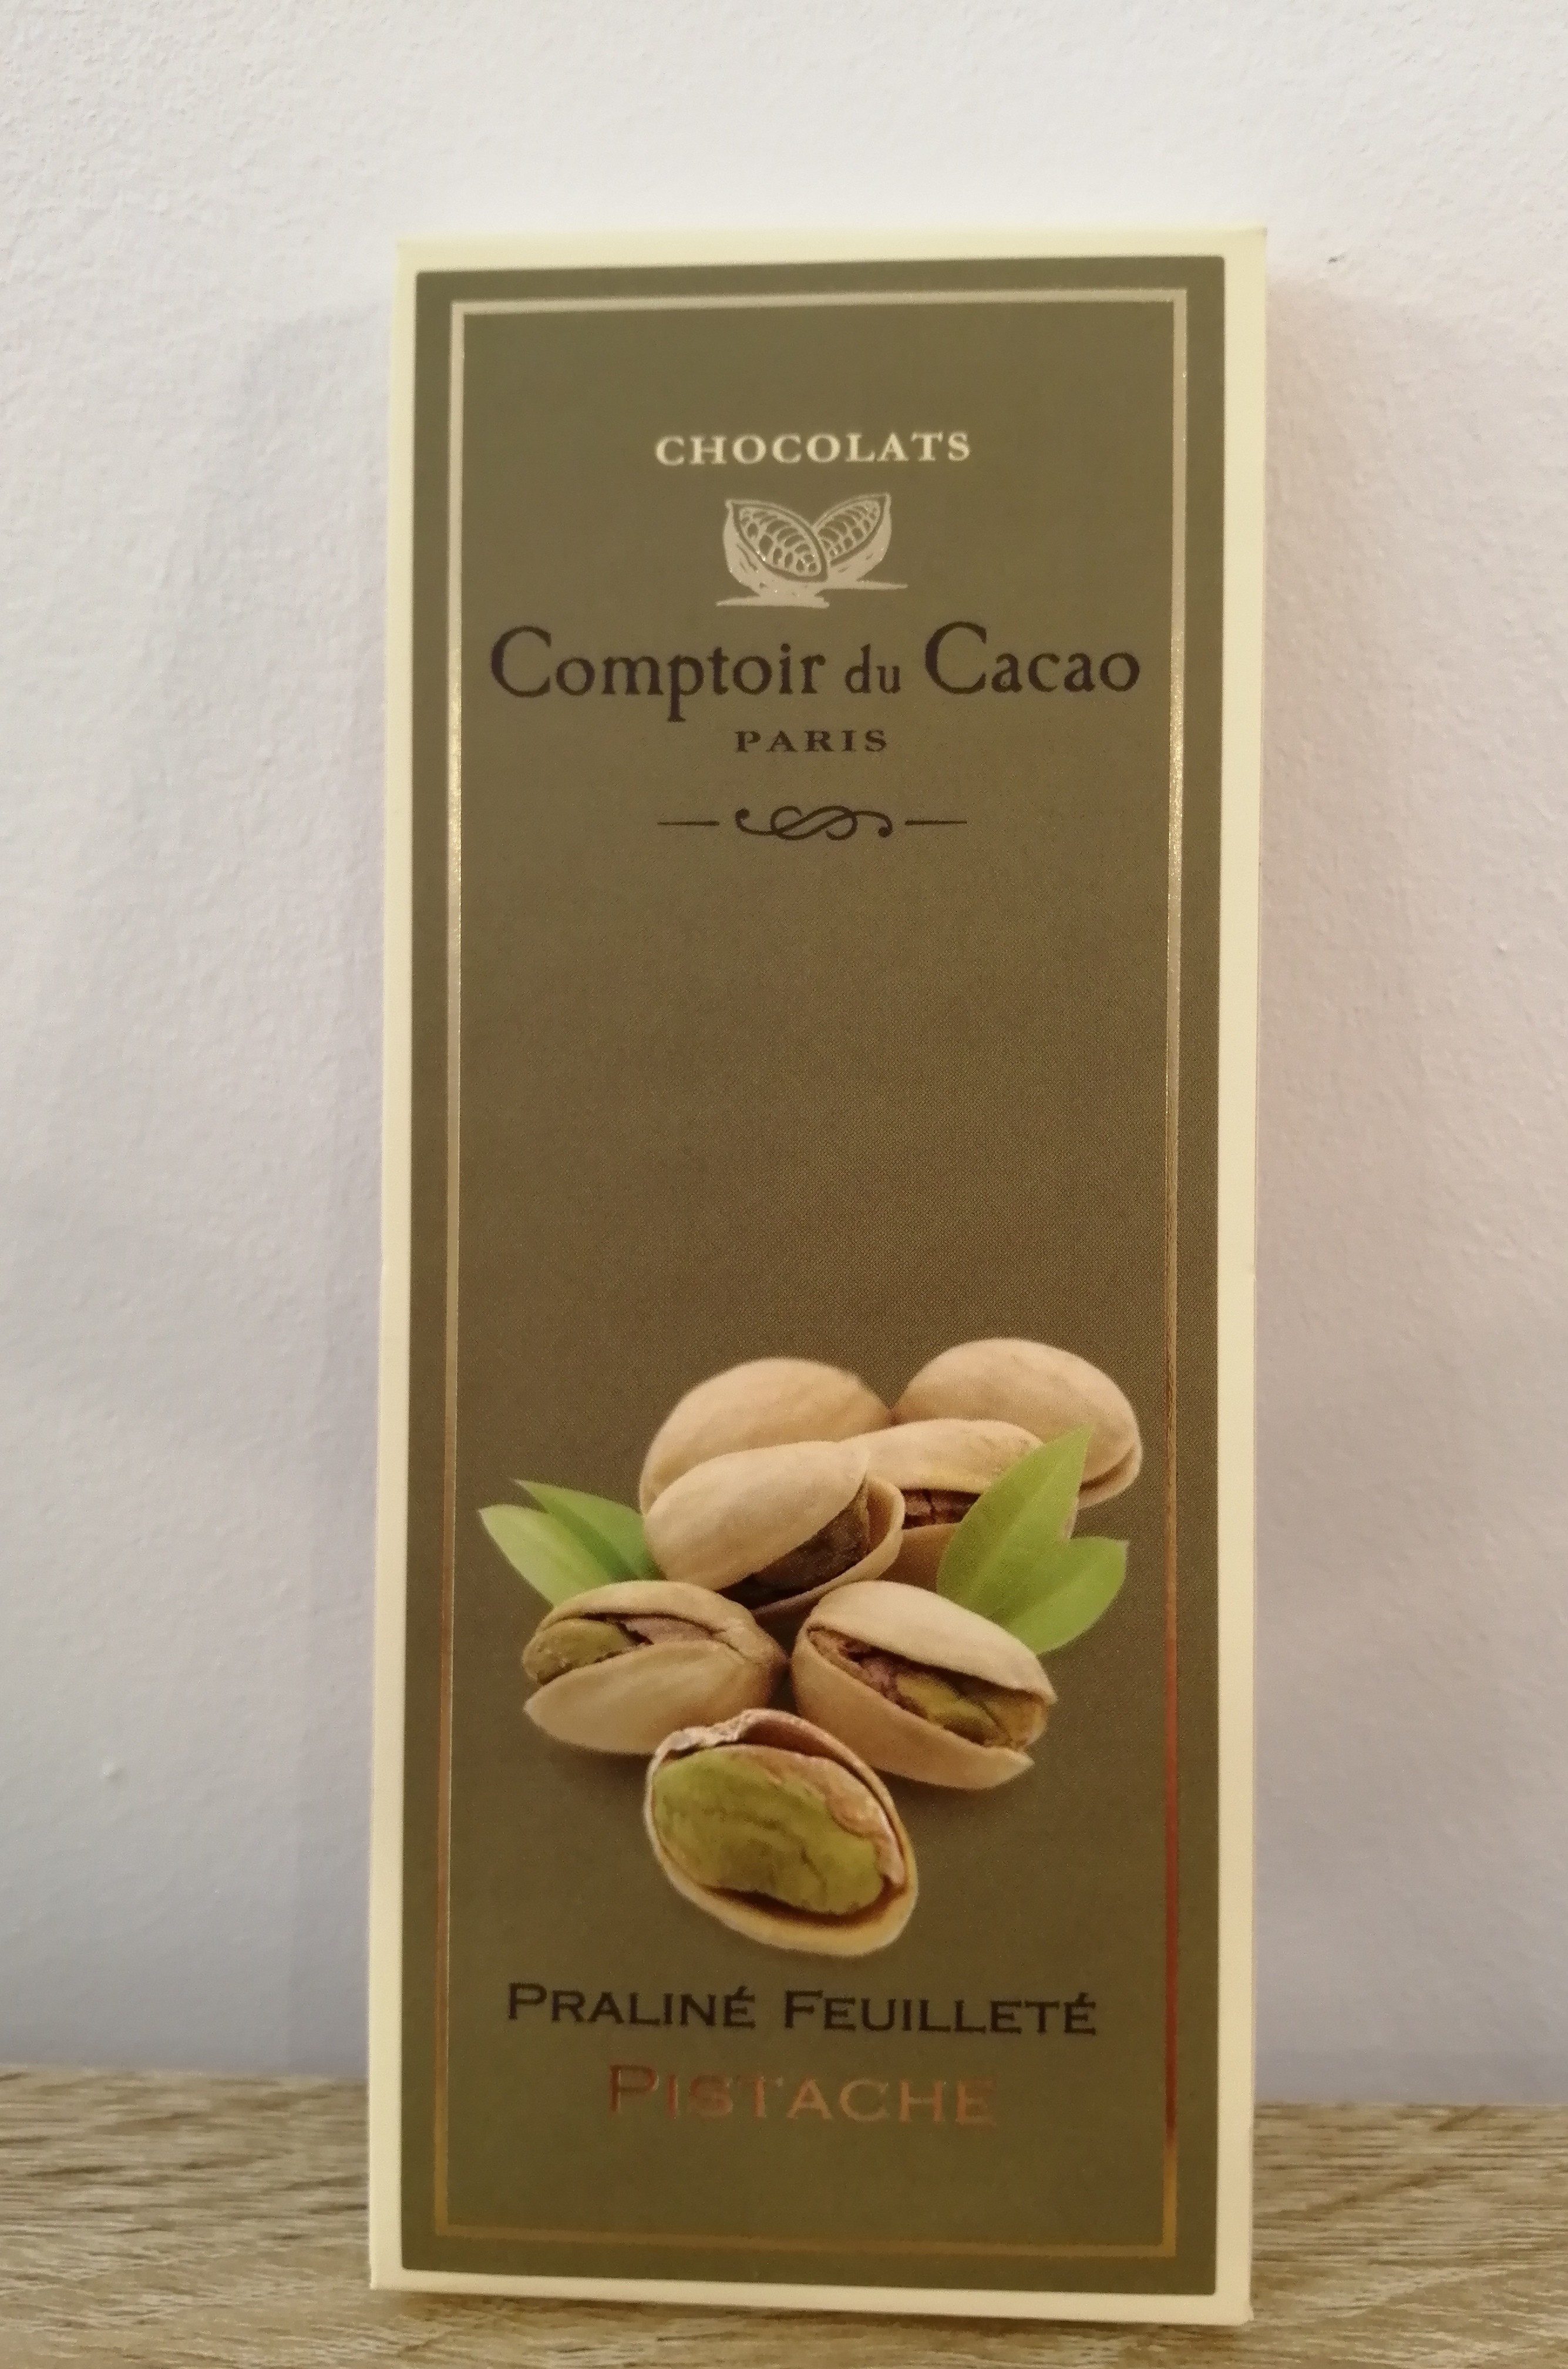 CHOCOLATS
Comptoir du Cacao
PARIS
PRALINÉ FEUILLETÉ
PISTACHE